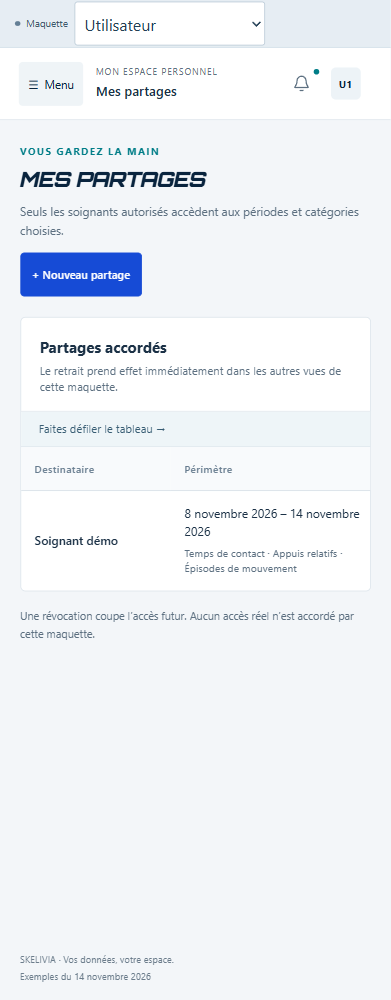 Maquette
Utilisateur
☰ Menu
MON ESPACE PERSONNEL
Mes partages
U1
VOUS GARDEZ LA MAIN
MES PARTAGES
Seuls les soignants autorisés accèdent aux périodes et catégories
choisies.
+ Nouveau partage
Partages accordés
Le retrait prend effet immédiatement dans les autres vues de
cette maquette.
Faites défiler le tableau →
Destinataire
Périmètre
Soignant démo
8 novembre 2026 – 14 novembre
2026
Temps de contact · Appuis relatifs ·
Épisodes de mouvement
Une révocation coupe l'accès futur. Aucun accès réel n'est accordé par
cette maquette.
SKELIVIA · Vos données, votre espace.
Exemples du 14 novembre 2026